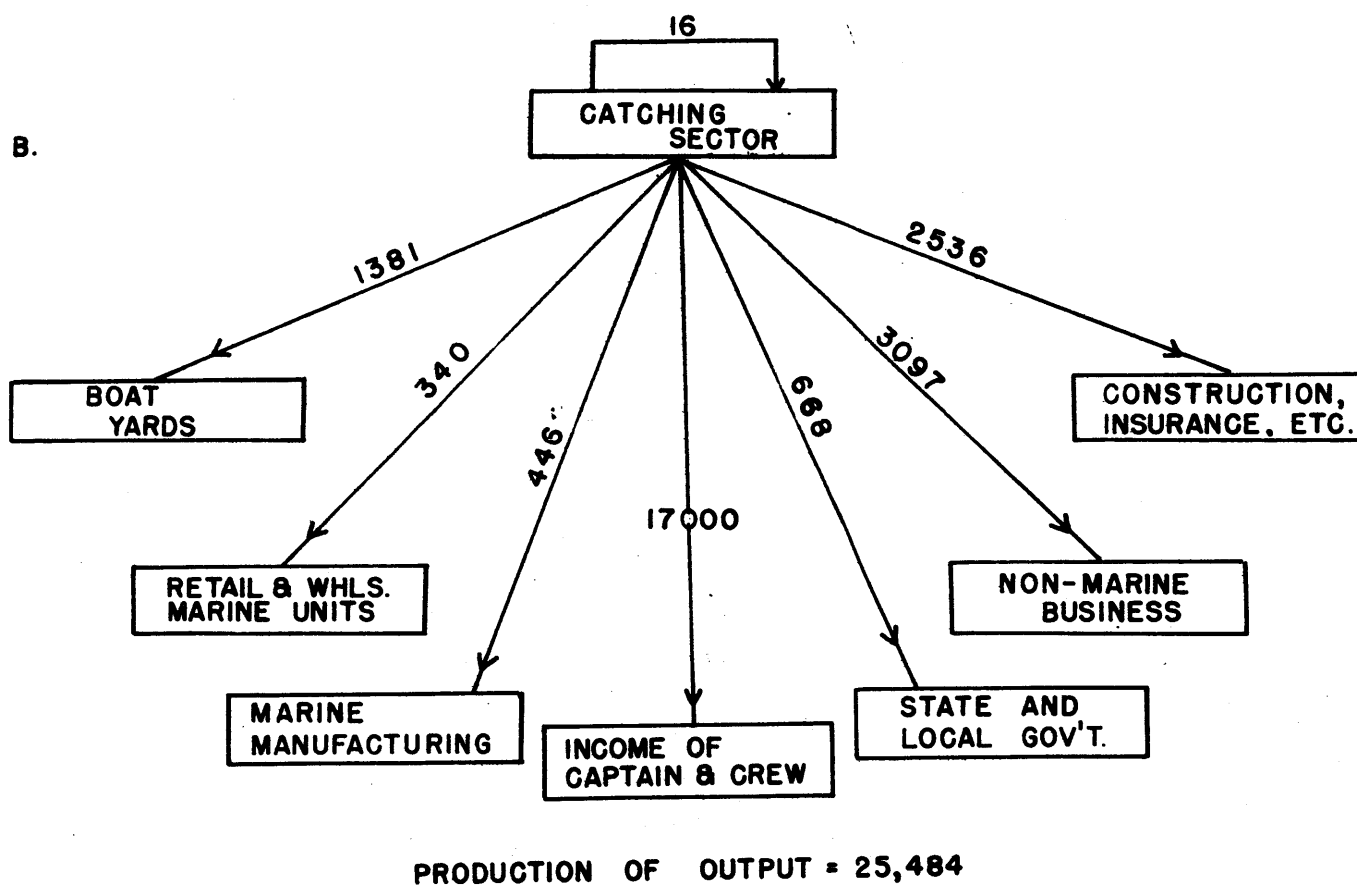 16
CATCHING
SECTOR
B.
1381
340
446
17000
668
3097
2536
BOAT
YARDS
CONSTRUCTION,
INSURANCE, ETC.
RETAIL & WHLS.
MARINE UNITS
NON-MARINE
BUSINESS
MARINE
MANUFACTURING
INCOME OF
CAPTAIN & CREW
STATE AND
LOCAL GOV'T.
PRODUCTION OF OUTPUT = 25,484